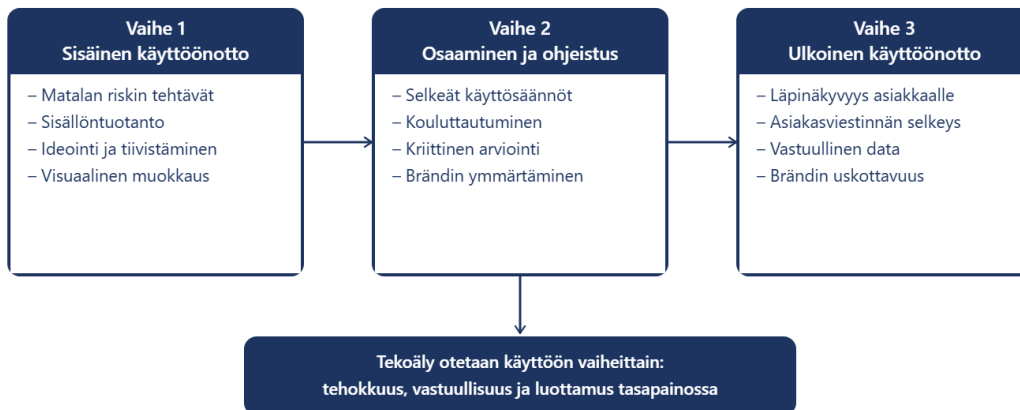 Vaihe 1
Sisäinen käyttöönotto
– Matalan riskin tehtävät
– Sisällöntuotanto
– Ideointi ja tiivistäminen
– Visuaalinen muokkaus
Vaihe 2
Osaaminen ja ohjeistus
– Selkeät käyttösäännöt
– Kouluttautuminen
– Kriittinen arviointi
– Brändin ymmärtäminen
Vaihe 3
Ulkoinen käyttöönotto
– Läpinäkyvyys asiakkaalle
– Asiakasviestinnän selkeys
– Vastuullinen data
– Brändin uskottavuus
Tekoäly otetaan käyttöön vaiheittain:
tehokkuus, vastuullisuus ja luottamus tasapainossa